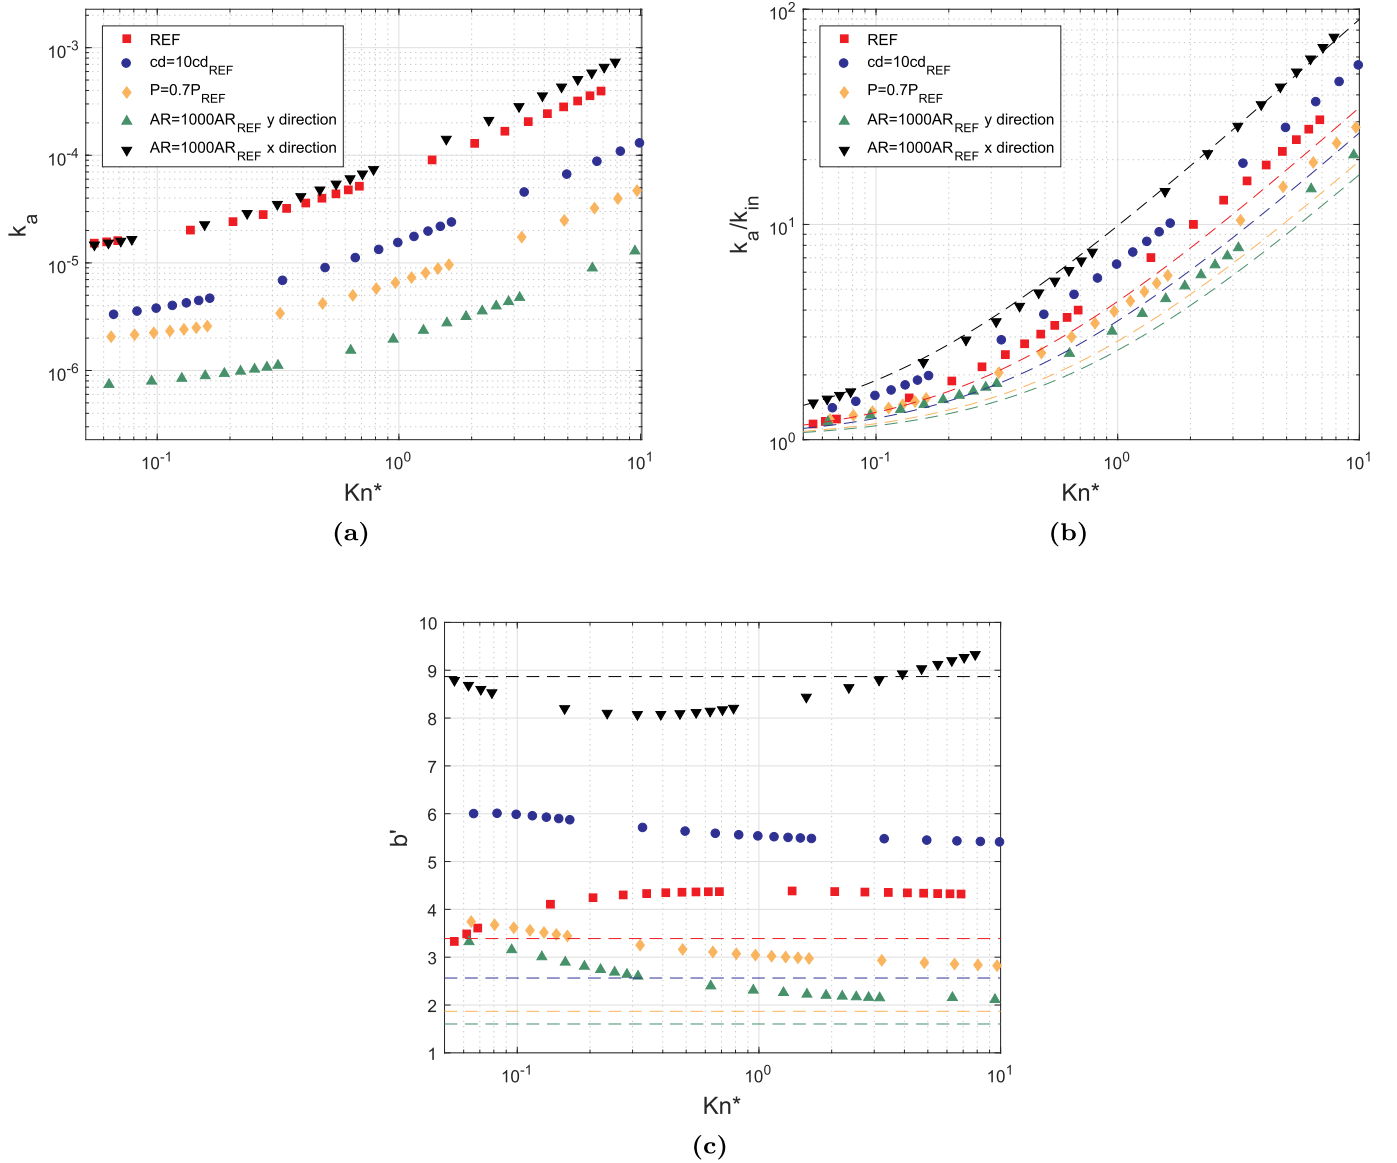 10^-3
10^-4
10^-5
10^-6
k_a
REF
cd=10cd_REF
P=0.7P_REF
AR=1000AR_REF y direction
AR=1000AR_REF x direction
10^-1
10^0
10^1
Kn*
(a)
10^2
10^1
10^0
k_a/k_in
REF
cd=10cd_REF
P=0.7P_REF
AR=1000AR_REF y direction
AR=1000AR_REF x direction
10^-1
10^0
10^1
Kn*
(b)
10
9
8
7
6
5
4
3
2
1
b'
10^-1
10^0
10^1
Kn*
(c)